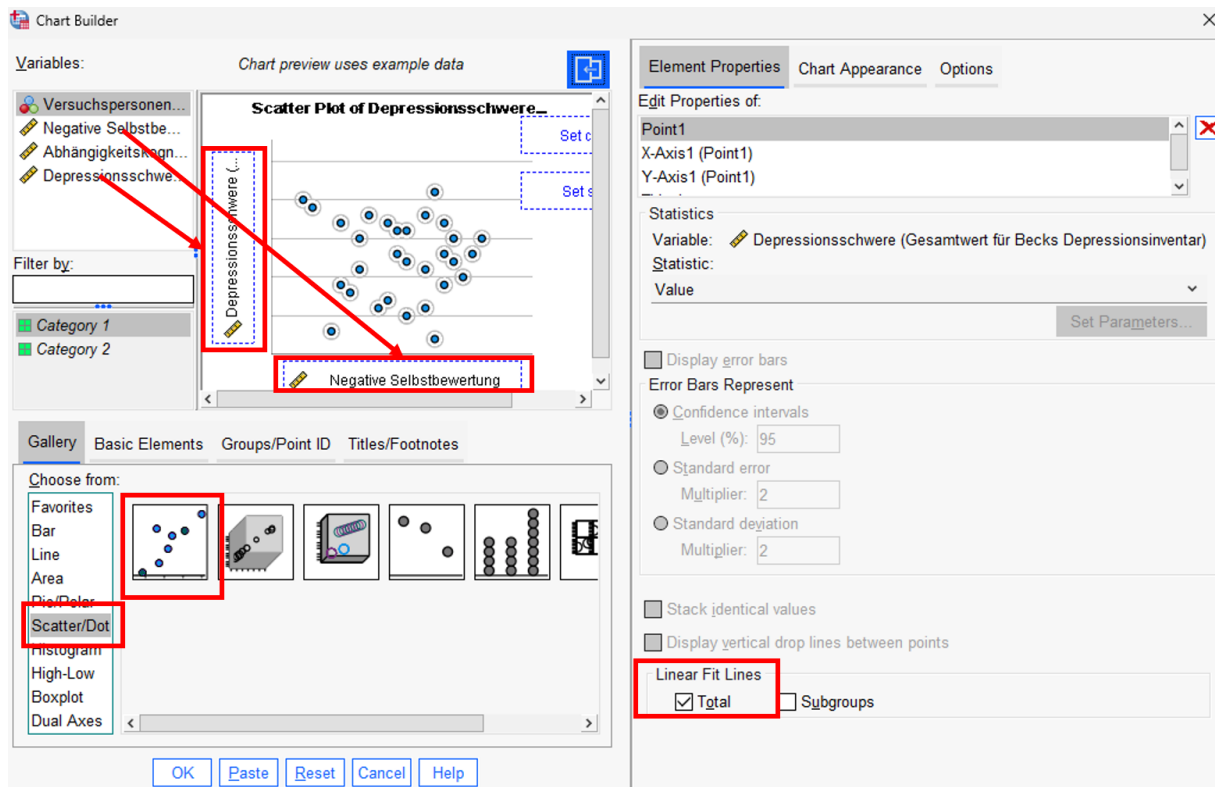 Chart Builder
Variables:
Chart preview uses example data
Versuchspersonen...
Negative Selbstbe...
Abhängigkeitskogn...
Depressionsschwe...
Filter by:
Category 1
Category 2
Scatter Plot of Depressionsschwere...
Set c
Set s
Depressionsschwere (...
Negative Selbstbewertung
Gallery
Basic Elements
Groups/Point ID
Titles/Footnotes
Choose from:
Favorites
Bar
Line
Area
Pie/Polar
Scatter/Dot
Histogram
High-Low
Boxplot
Dual Axes
OK
Paste
Reset
Cancel
Help
Element Properties
Chart Appearance
Options
Edit Properties of:
Point1
X-Axis1 (Point1)
Y-Axis1 (Point1)
Statistics
Variable: Depressionsschwere (Gesamtwert für Becks Depressionsinventar)
Statistic:
Value
Set Parameters...
Display error bars
Error Bars Represent
Confidence intervals
Level (%): 95
Standard error
Multiplier: 2
Standard deviation
Multiplier: 2
Stack identical values
Display vertical drop lines between points
Linear Fit Lines
Total
Subgroups